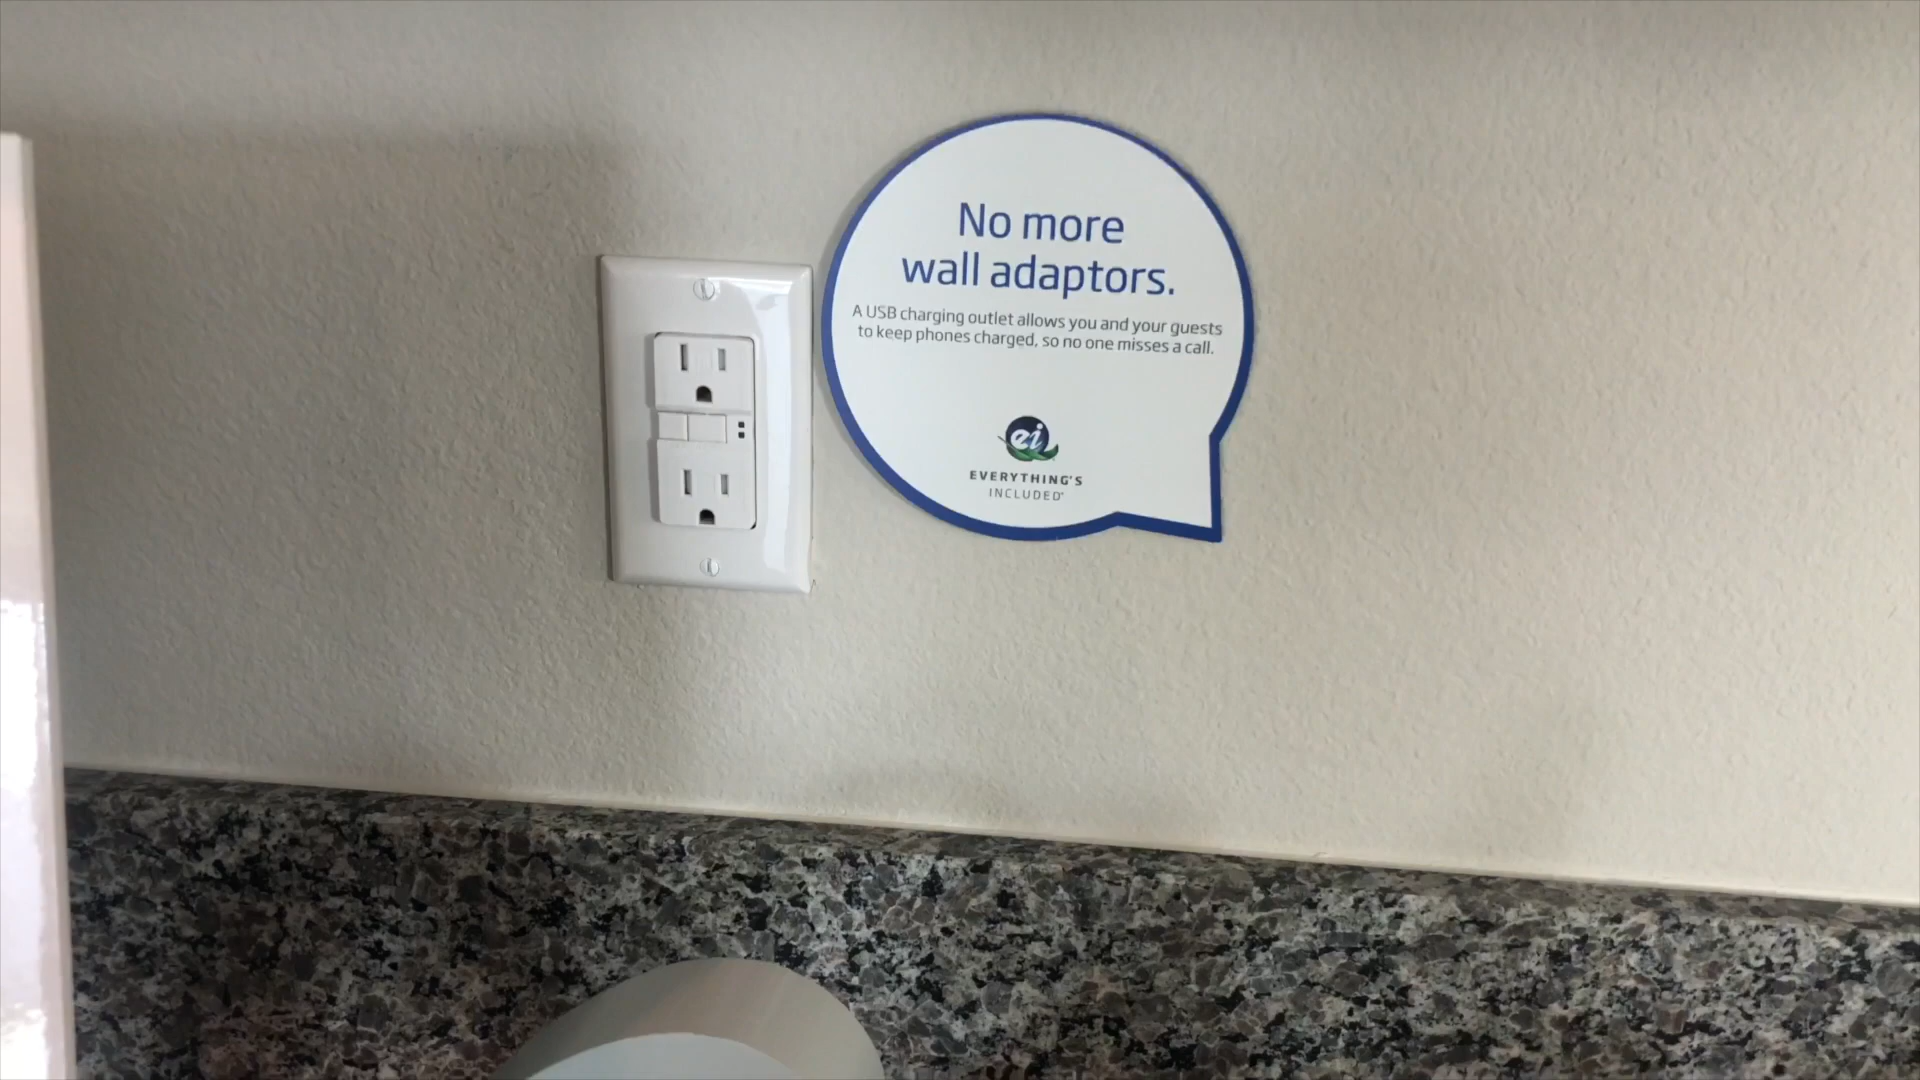 No more
wall adaptors.
A USB charging outlet allows you and your guests
to keep phones charged, so no one misses a call.
ei
EVERYTHING'S
INCLUDED®